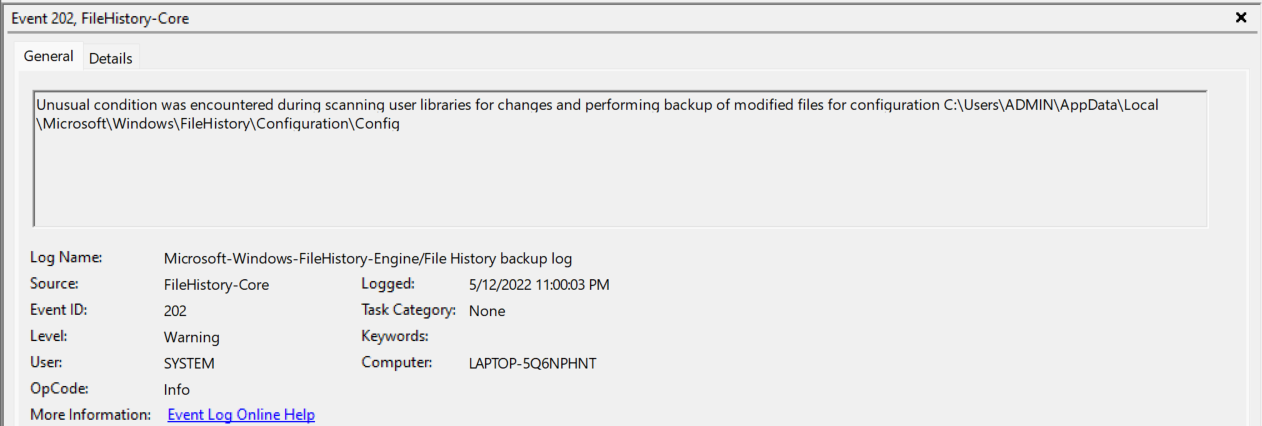 Event 202, FileHistory-Core
General Details
Unusual condition was encountered during scanning user libraries for changes and performing backup of modified files for configuration C:\Users\ADMIN\AppData\Local
\Microsoft\Windows\FileHistory\Configuration\Config
Log Name: Microsoft-Windows-FileHistory-Engine/File History backup log
Source: FileHistory-Core Logged: 5/12/2022 11:00:03 PM
Event ID: 202 Task Category: None
Level: Warning Keywords:
User: SYSTEM Computer: LAPTOP-5Q6NPHNT
OpCode: Info
More Information: Event Log Online Help